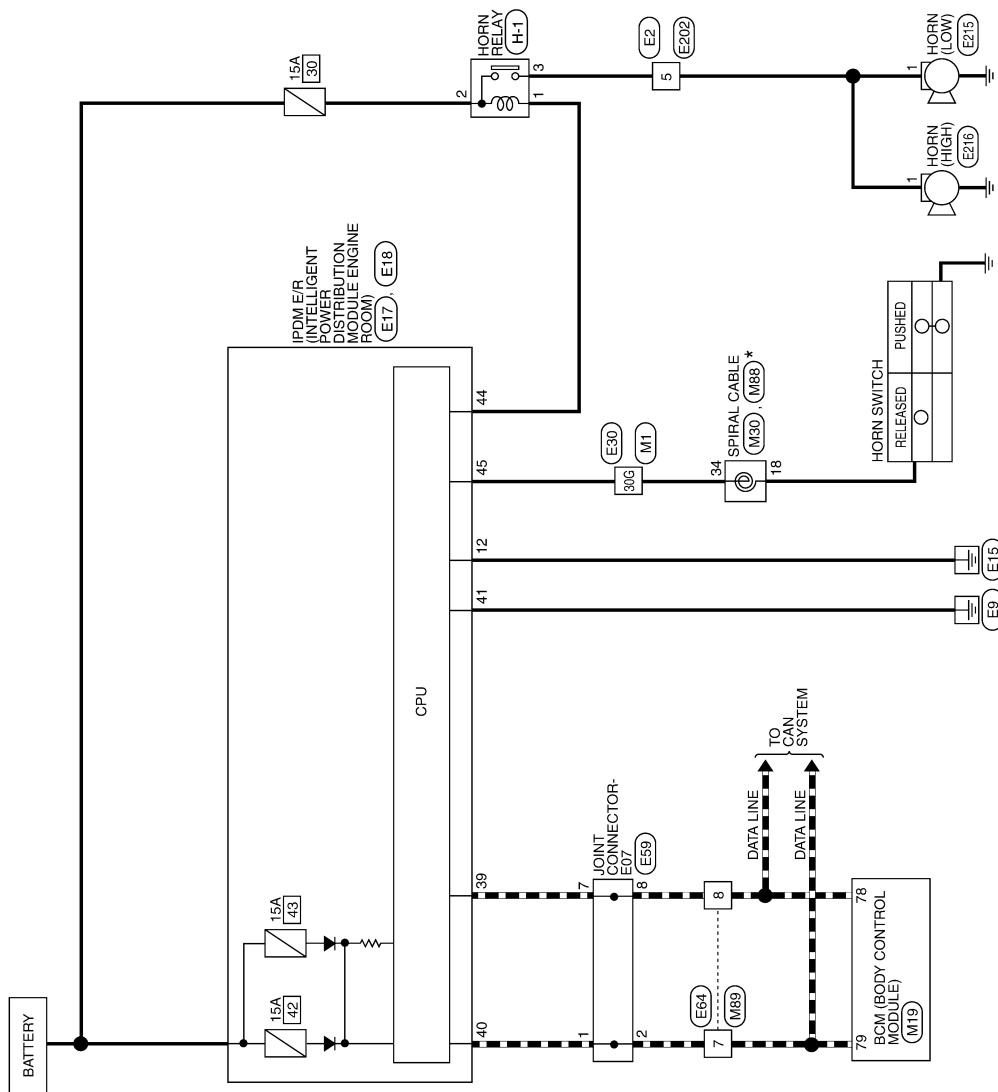 BATTERY
15A
30
HORN
RELAY
H-1
2
3
1
E2
E202
5
1
HORN
(LOW)
E215
1
HORN
(HIGH)
E216
IPDM E/R
(INTELLIGENT
POWER
DISTRIBUTION
MODULE ENGINE
ROOM)
E17 , E18
15A
42
15A
43
CPU
40
39
41
12
45
44
E30
M1
30G
SPIRAL CABLE
M30 , M88 *
34
18
HORN SWITCH
RELEASED
PUSHED
E9
E15
JOINT
CONNECTOR-
E07
E59
1
7
2
8
E64
M89
7
8
DATA LINE
DATA LINE
TO
CAN
SYSTEM
79
78
BCM (BODY CONTROL
MODULE)
M19